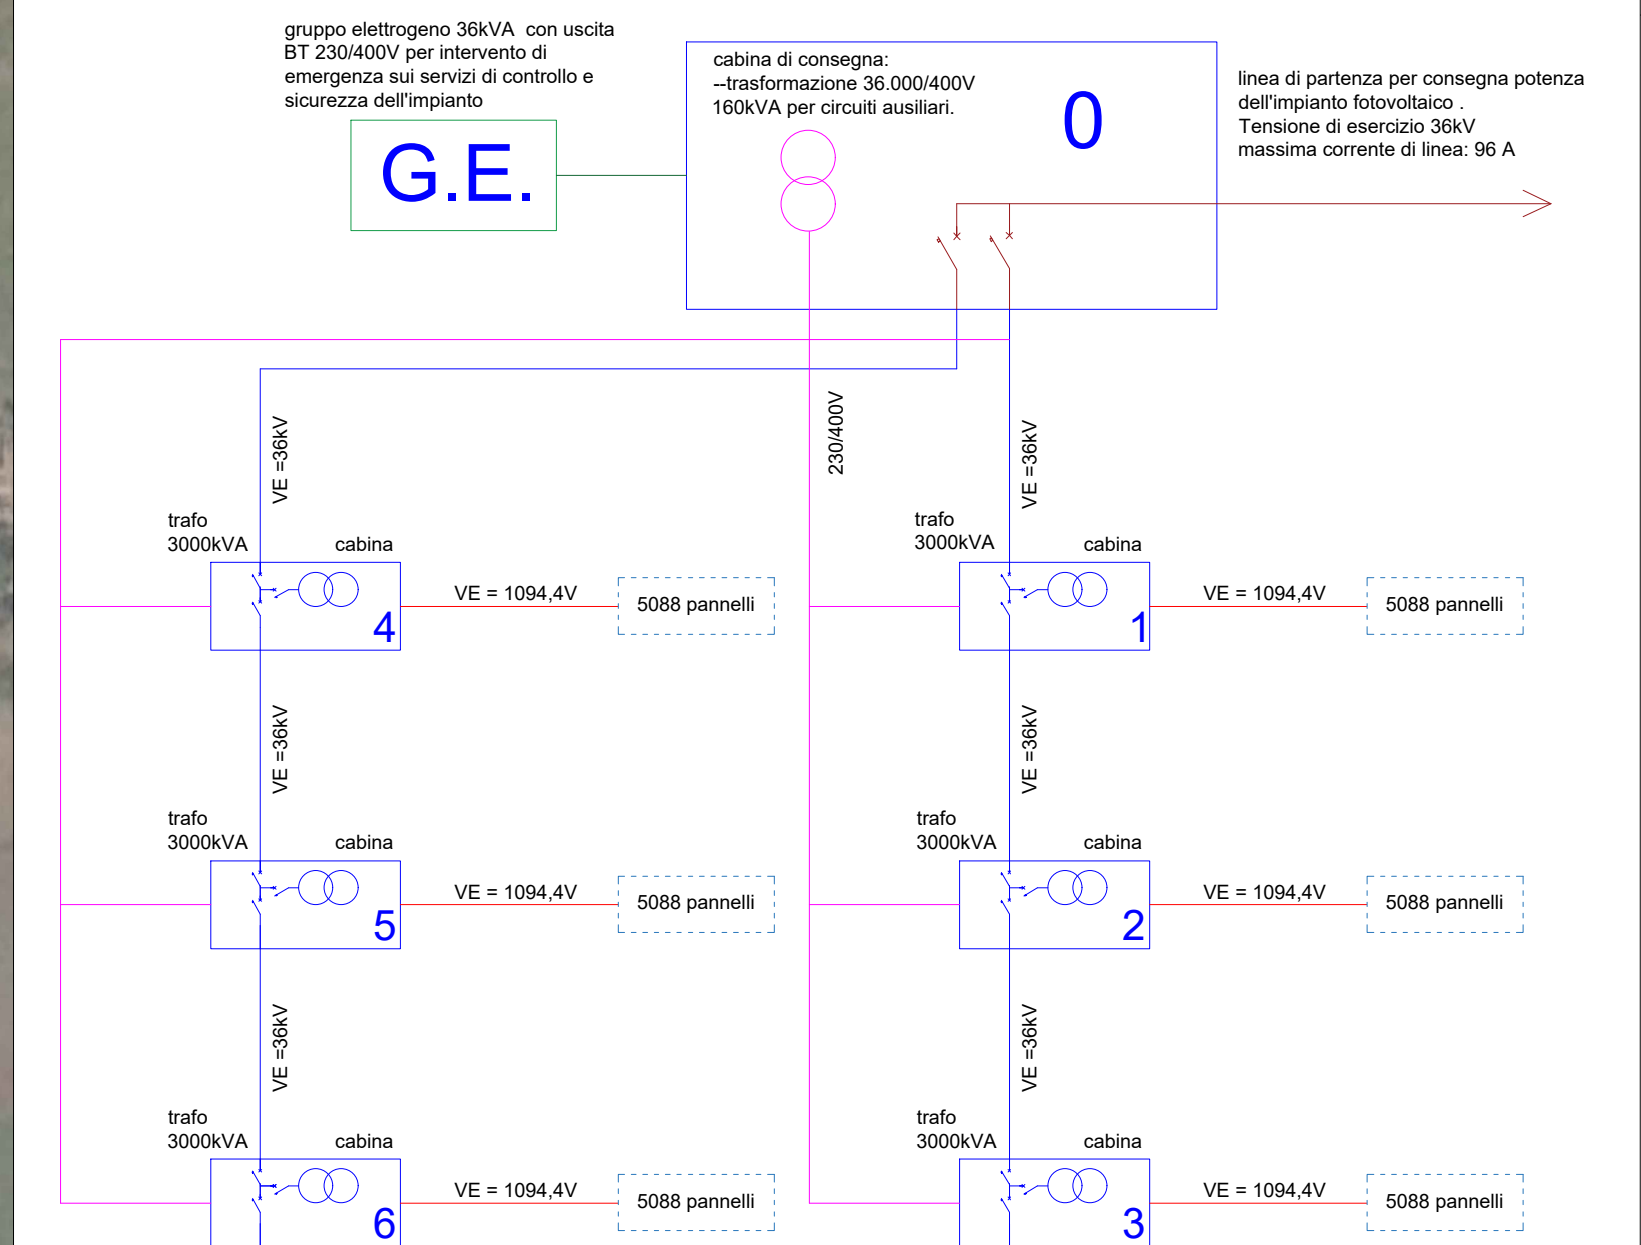 gruppo elettrogeno 36kVA  con uscita
BT 230/400V per intervento di
emergenza sui servizi di controllo e
sicurezza dell'impianto
G.E.
cabina di consegna:
--trasformazione 36.000/400V
160kVA per circuiti ausiliari.
0
linea di partenza per consegna potenza
dell'impianto fotovoltaico .
Tensione di esercizio 36kV
massima corrente di linea: 96 A
VE =36kV
230/400V
VE =36kV
trafo
3000kVA
cabina
4
VE = 1094,4V
5088 pannelli
trafo
3000kVA
cabina
1
VE = 1094,4V
5088 pannelli
VE =36kV
VE =36kV
trafo
3000kVA
cabina
5
VE = 1094,4V
5088 pannelli
trafo
3000kVA
cabina
2
VE = 1094,4V
5088 pannelli
VE =36kV
VE =36kV
trafo
3000kVA
cabina
6
VE = 1094,4V
5088 pannelli
trafo
3000kVA
cabina
3
VE = 1094,4V
5088 pannelli